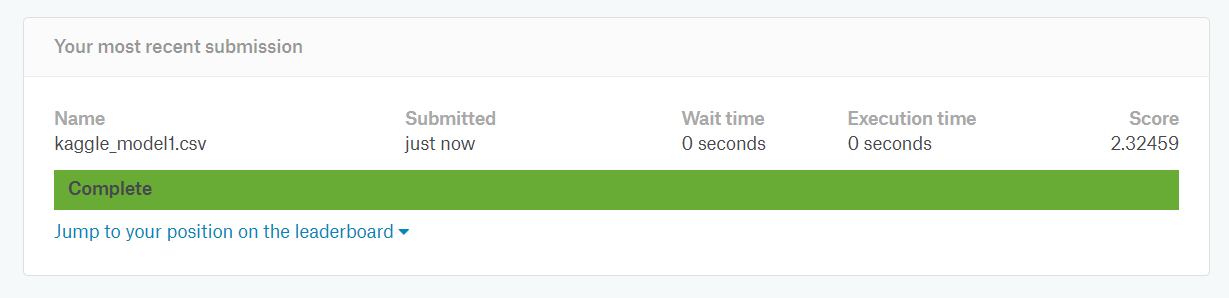 Your most recent submission
Name Submitted Wait time Execution time Score
kaggle_model1.csv just now 0 seconds 0 seconds 2.32459
Complete
Jump to your position on the leaderboard